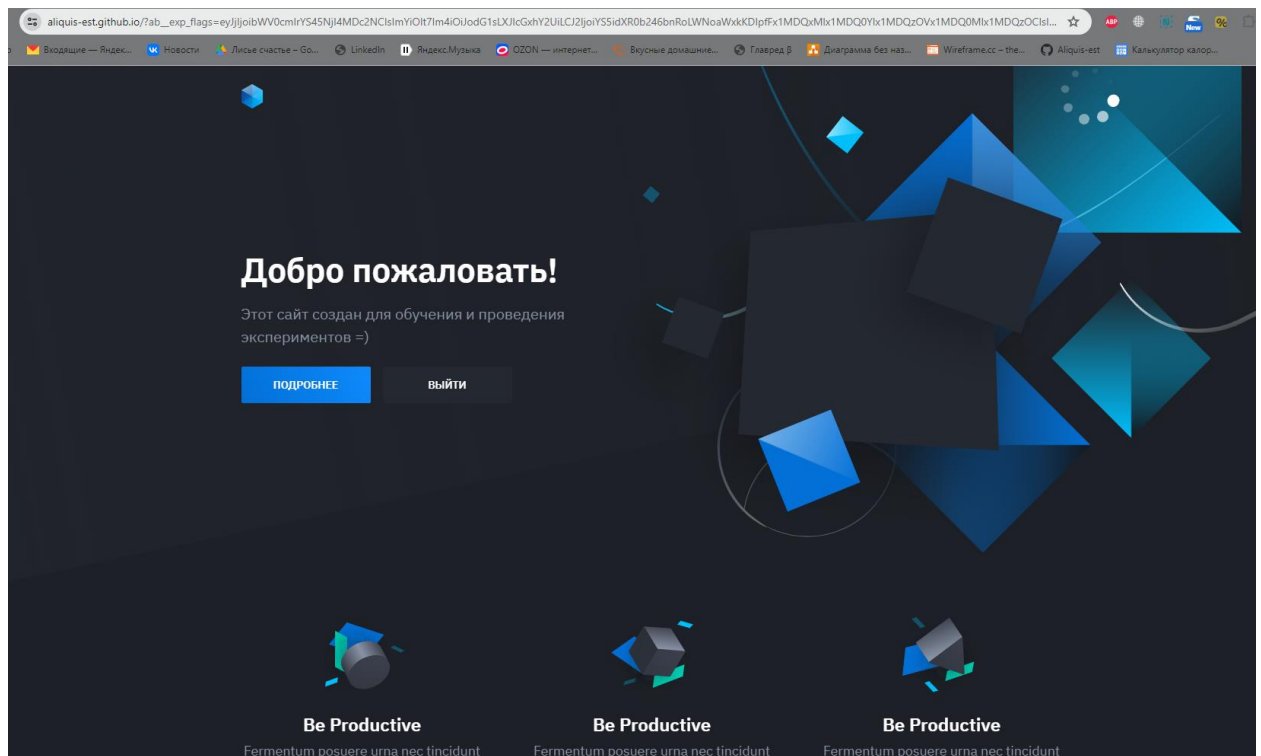 aliquis-est.github.io/?ab__exp_flags=
Входящие — Яндек...
Новости
Лисье счастье – Go...
LinkedIn
Яндекс.Музыка
OZON — интернет...
Вкусные домашние...
Главред β
Диаграмма без наз...
Wireframe.cc – the...
Aliquis-est
Калькулятор калор...
ABP
New
Добро пожаловать!
Этот сайт создан для обучения и проведения
экспериментов =)
ПОДРОБНЕЕ ВЫЙТИ
Be Productive Be Productive Be Productive
Fermentum posuere urna nec tincidunt Fermentum posuere urna nec tincidunt Fermentum posuere urna nec tincidunt